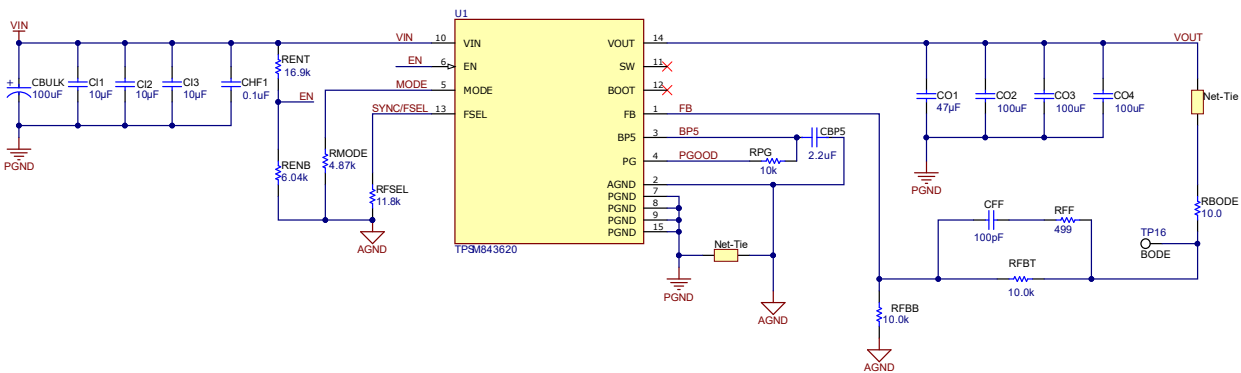 VIN
+
CBULK
100uF
CI1
10µF
CI2
10µF
CI3
10µF
CHF1
0.1uF
PGND
RENT
16.9k
EN
RENB
6.04k
RMODE
4.87k
RFSEL
11.8k
AGND
VIN
EN
MODE
SYNC/FSEL
10
6
5
13
U1
VIN
EN
MODE
FSEL
VOUT
SW
BOOT
FB
BP5
PG
AGND
PGND
PGND
PGND
PGND
TPSM843620
14
11
12
1
3
4
2
7
8
9
15
FB
BP5
PGOOD
RPG
10k
CBP5
2.2uF
Net-Tie
PGND
AGND
VOUT
CO1
47µF
CO2
100uF
CO3
100uF
CO4
100uF
PGND
Net-Tie
RBODE
10.0
TP16
BODE
CFF
100pF
RFF
499
RFBT
10.0k
RFBB
10.0k
AGND